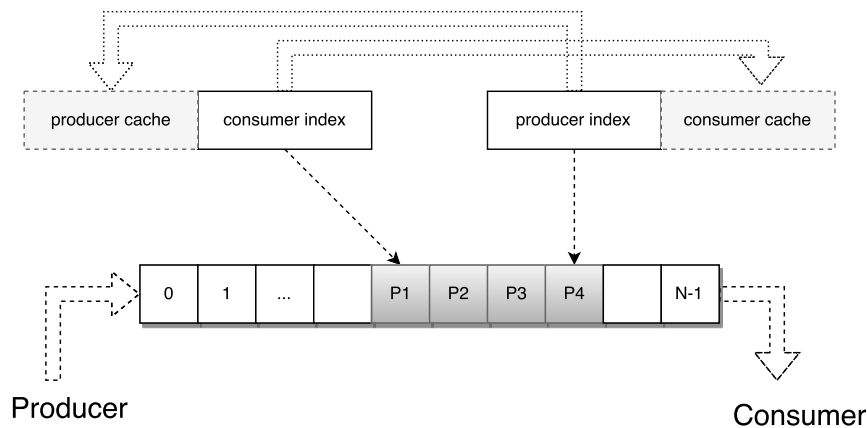 producer cache
consumer index
producer index
consumer cache
0
1
...
P1
P2
P3
P4
N-1
Producer
Consumer